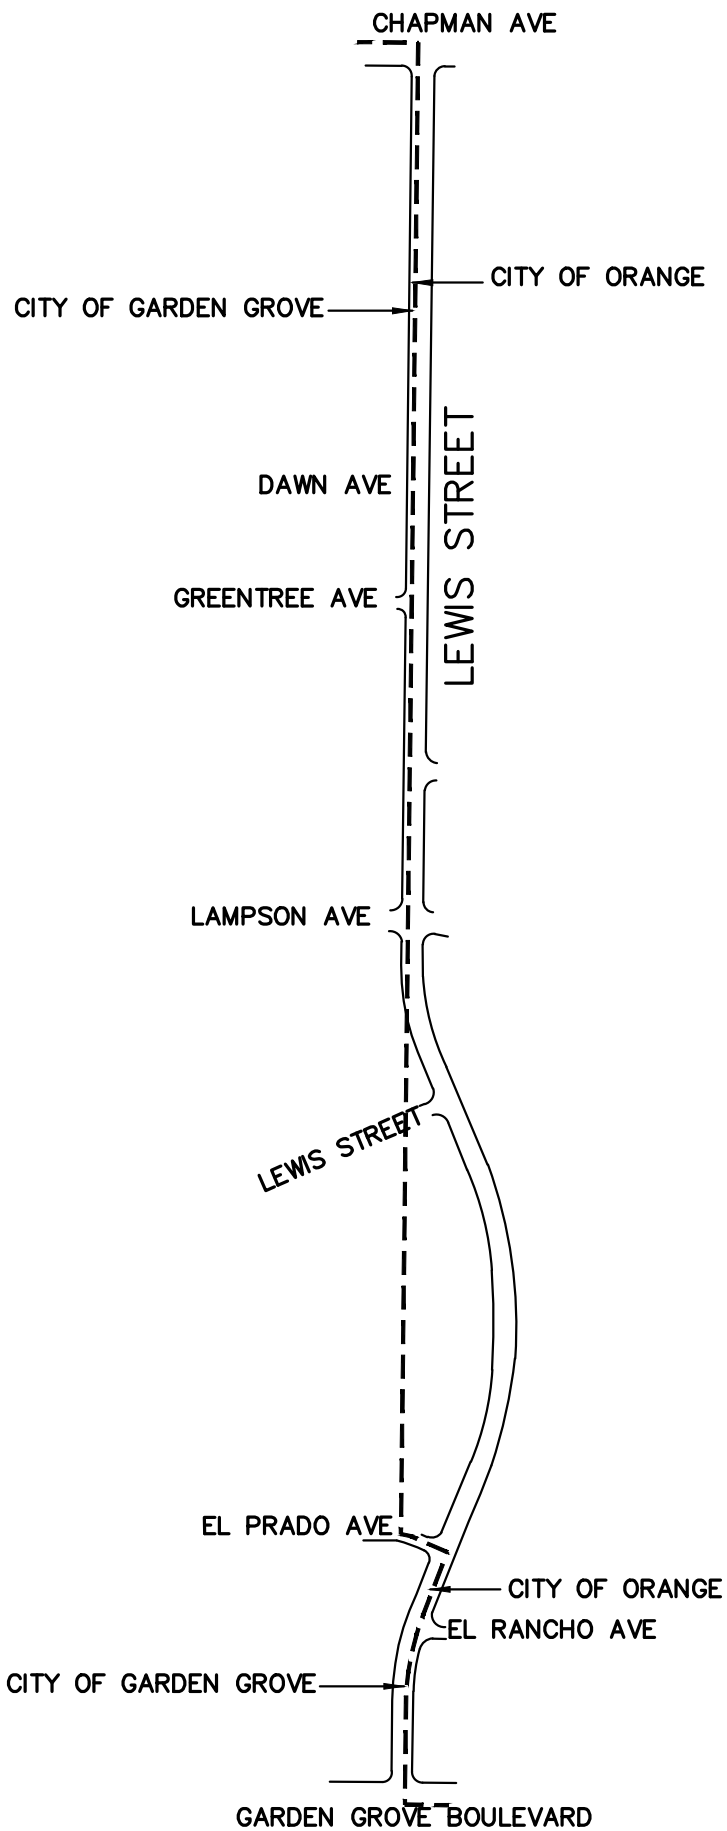 CHAPMAN AVE
CITY OF ORANGE
CITY OF GARDEN GROVE
LEWIS STREET
DAWN AVE
GREENTREE AVE
LAMPSON AVE
LEWIS STREET
EL PRADO AVE
CITY OF ORANGE
EL RANCHO AVE
CITY OF GARDEN GROVE
GARDEN GROVE BOULEVARD